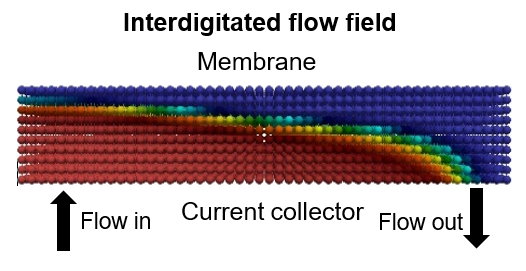 Interdigitated flow field
Membrane
Flow in
Current collector
Flow out